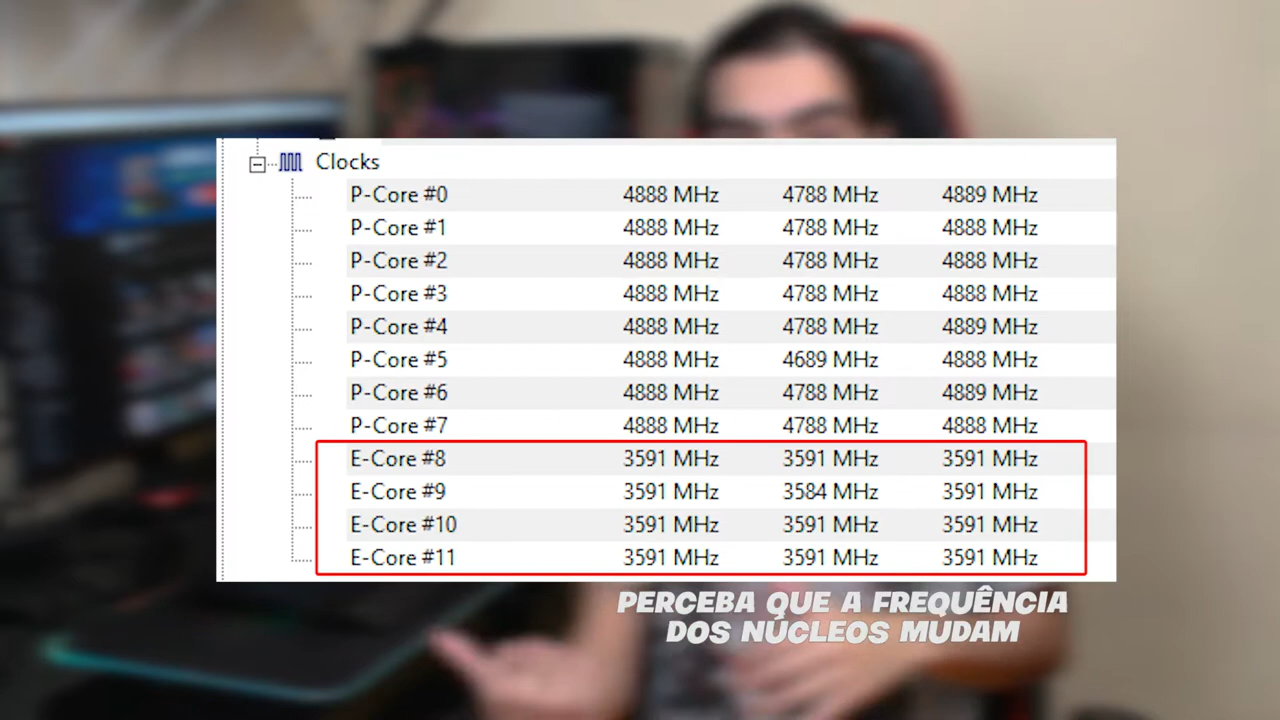 Clocks
P-Core #0 4888 MHz 4788 MHz 4889 MHz
P-Core #1 4888 MHz 4788 MHz 4888 MHz
P-Core #2 4888 MHz 4788 MHz 4888 MHz
P-Core #3 4888 MHz 4788 MHz 4888 MHz
P-Core #4 4888 MHz 4788 MHz 4889 MHz
P-Core #5 4888 MHz 4689 MHz 4888 MHz
P-Core #6 4888 MHz 4788 MHz 4889 MHz
P-Core #7 4888 MHz 4788 MHz 4888 MHz
E-Core #8 3591 MHz 3591 MHz 3591 MHz
E-Core #9 3591 MHz 3584 MHz 3591 MHz
E-Core #10 3591 MHz 3591 MHz 3591 MHz
E-Core #11 3591 MHz 3591 MHz 3591 MHz
PERCEBA QUE A FREQUÊNCIA
DOS NÚCLEOS MUDAM